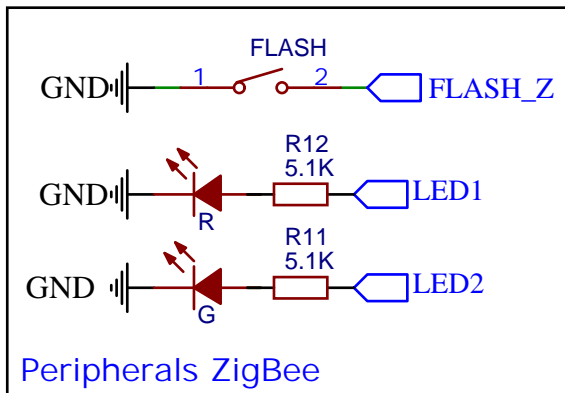 FLASH
GND 1 2 FLASH_Z
R12
5.1K
GND LED1
R
R11
5.1K
GND LED2
G
Peripherals ZigBee